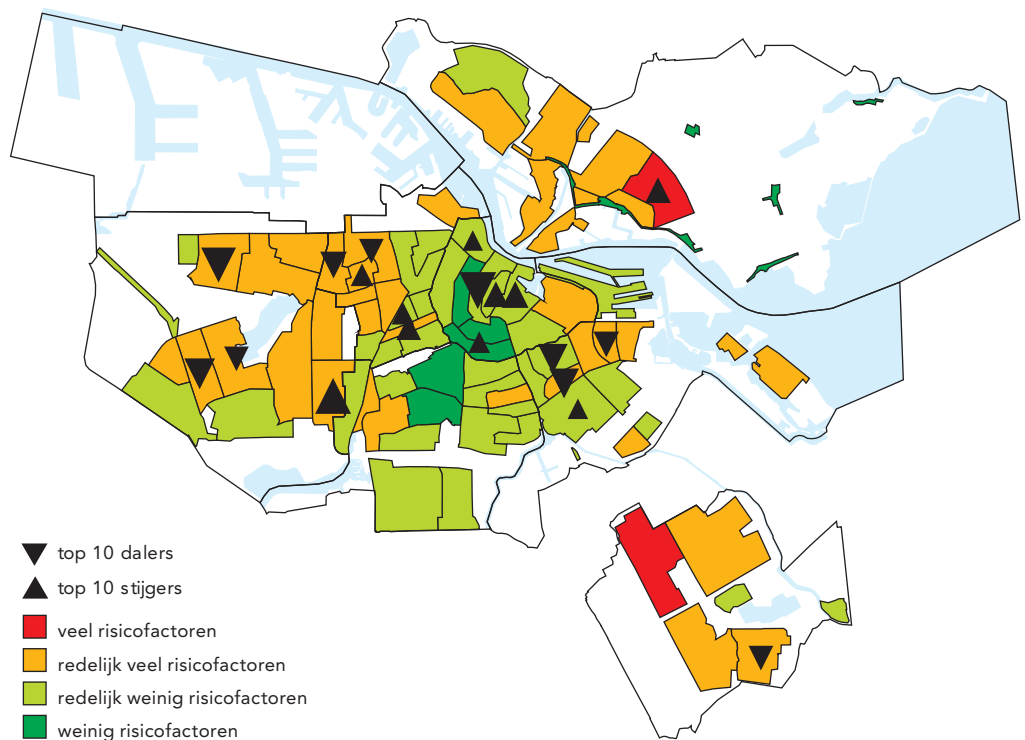 top 10 dalers
top 10 stijgers
veel risicofactoren
redelijk veel risicofactoren
redelijk weinig risicofactoren
weinig risicofactoren